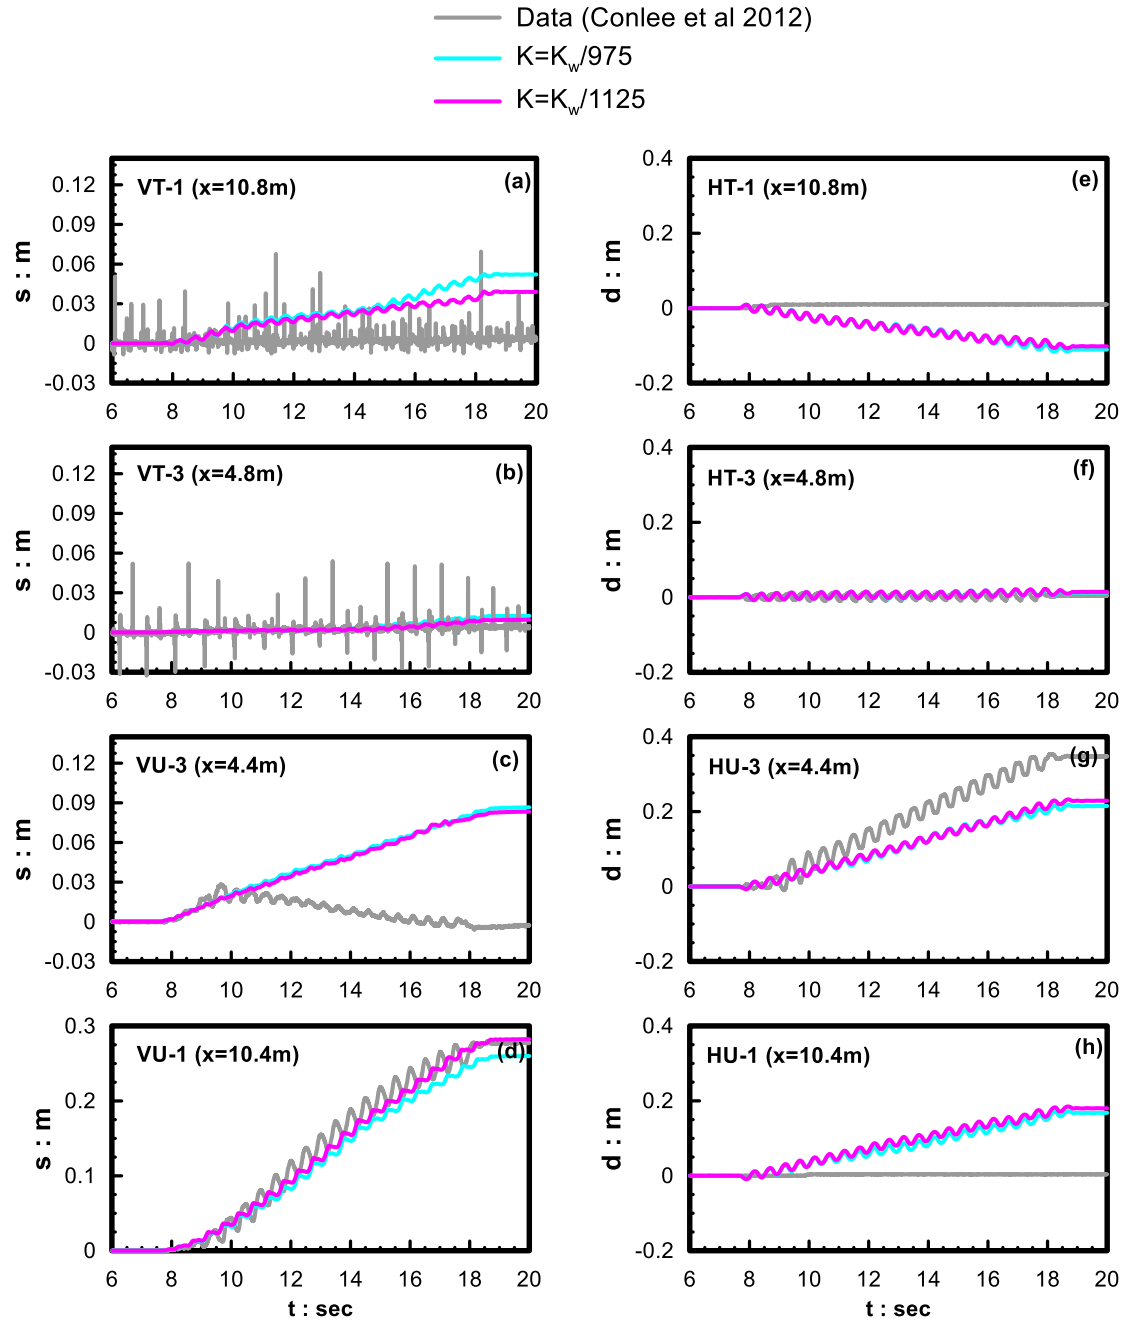 Data (Conlee et al 2012)
K=Kw/975
K=Kw/1125
VT-1 (x=10.8m)
(a)
s : m
0.12
0.09
0.06
0.03
0
-0.03
6 8 10 12 14 16 18 20
HT-1 (x=10.8m)
(e)
d : m
0.4
0.2
0
-0.2
6 8 10 12 14 16 18 20
VT-3 (x=4.8m)
(b)
s : m
0.12
0.09
0.06
0.03
0
-0.03
6 8 10 12 14 16 18 20
HT-3 (x=4.8m)
(f)
d : m
0.4
0.2
0
-0.2
6 8 10 12 14 16 18 20
VU-3 (x=4.4m)
(c)
s : m
0.12
0.09
0.06
0.03
0
-0.03
6 8 10 12 14 16 18 20
HU-3 (x=4.4m)
(g)
d : m
0.4
0.2
0
-0.2
6 8 10 12 14 16 18 20
VU-1 (x=10.4m)
(d)
s : m
0.3
0.2
0.1
0
6 8 10 12 14 16 18 20
t : sec
HU-1 (x=10.4m)
(h)
d : m
0.4
0.2
0
-0.2
6 8 10 12 14 16 18 20
t : sec